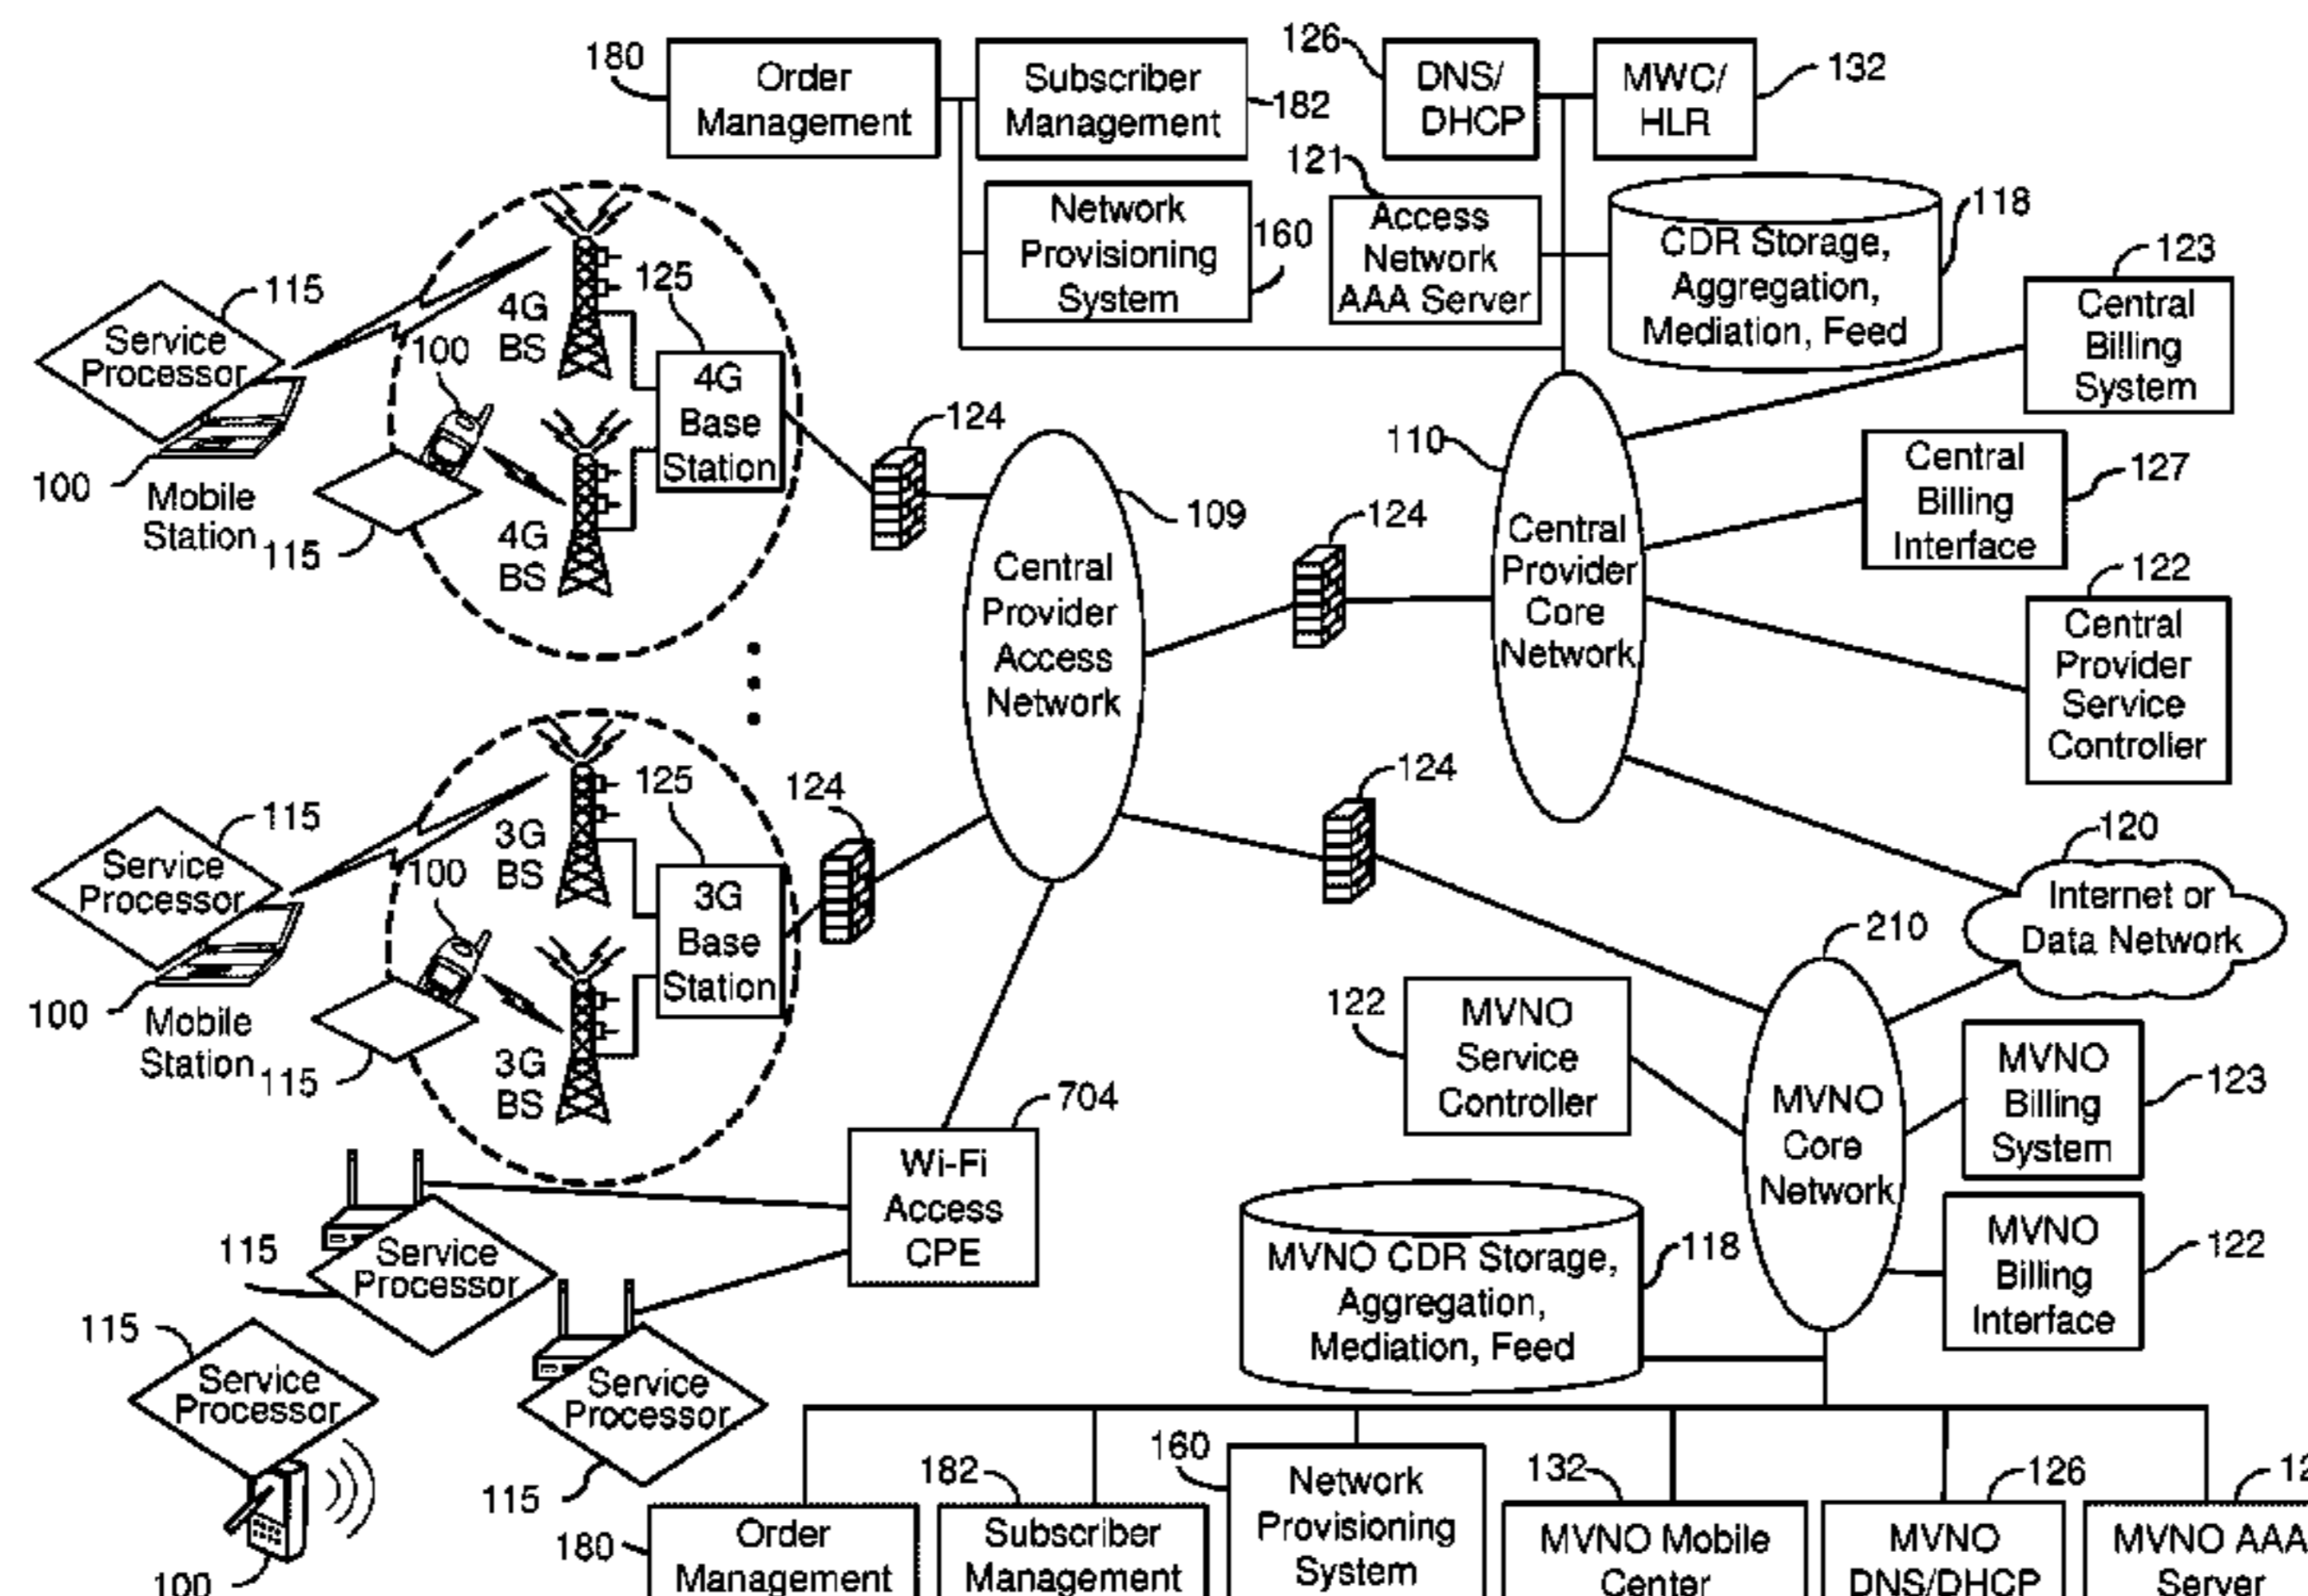 180
Order
Management
Subscriber
Management
182
126
DNS/
DHCP
MWC/
HLR
132
Network
Provisioning
System
160
121
Access
Network
AAA Server
CDR Storage,
Aggregation,
Mediation, Feed
118
123
Central
Billing
System
115
Service
Processor
100
Mobile
Station
115
100
4G
BS
4G
BS
125
4G
Base
Station
124
109
Central
Provider
Access
Network
124
110
Central
Provider
Core
Network
Central
Billing
Interface
127
122
Central
Provider
Service
Controller
115
Service
Processor
100
Mobile
Station
115
100
3G
BS
3G
BS
125
3G
Base
Station
124
124
120
Internet or
Data Network
210
MVNO
Core
Network
122
MVNO
Service
Controller
MVNO
Billing
System
123
MVNO
Billing
Interface
122
704
Wi-Fi
Access
CPE
115
Service
Processor
115
Service
Processor
100
Service
Processor
115
MVNO CDR Storage,
Aggregation,
Mediation, Feed
118
180
Order
Management
182
Subscriber
Management
160
Network
Provisioning
System
132
MVNO Mobile
Center
126
MVNO
DNS/DHCP
MVNO AAA
Server